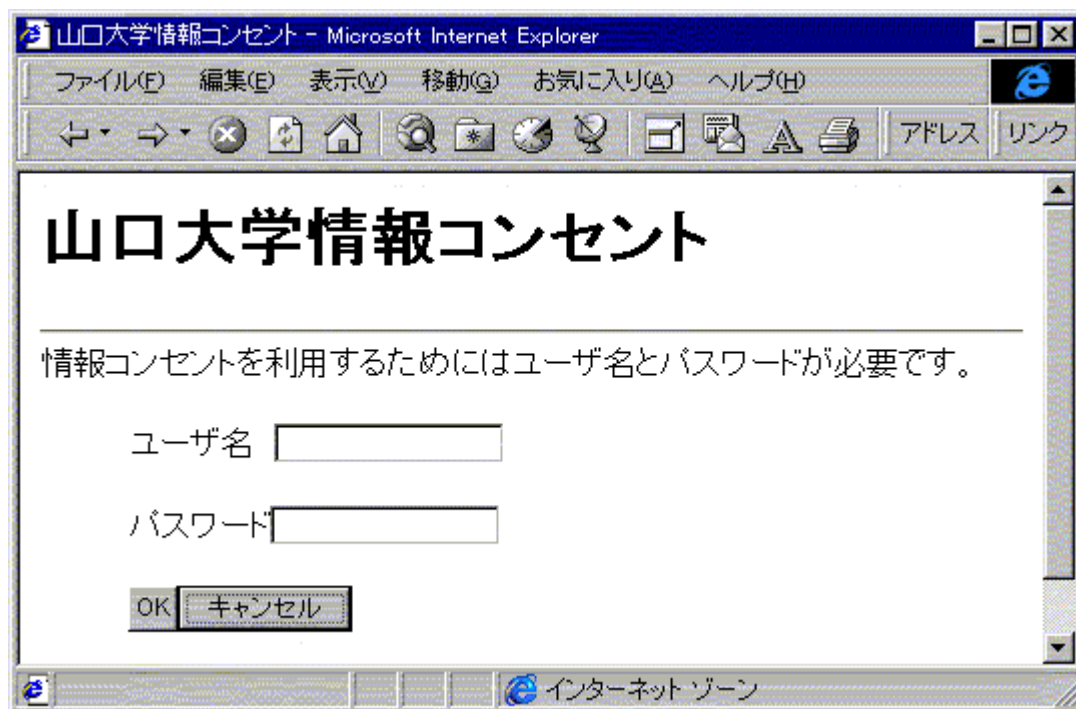 山口大学情報コンセント - Microsoft Internet Explorer
ファイル(F) 編集(E) 表示(V) 移動(G) お気に入り(A) ヘルプ(H)
アドレス リンク
山口大学情報コンセント
情報コンセントを利用するためにはユーザ名とパスワードが必要です。
ユーザ名
パスワード
OK キャンセル
インターネット ゾーン